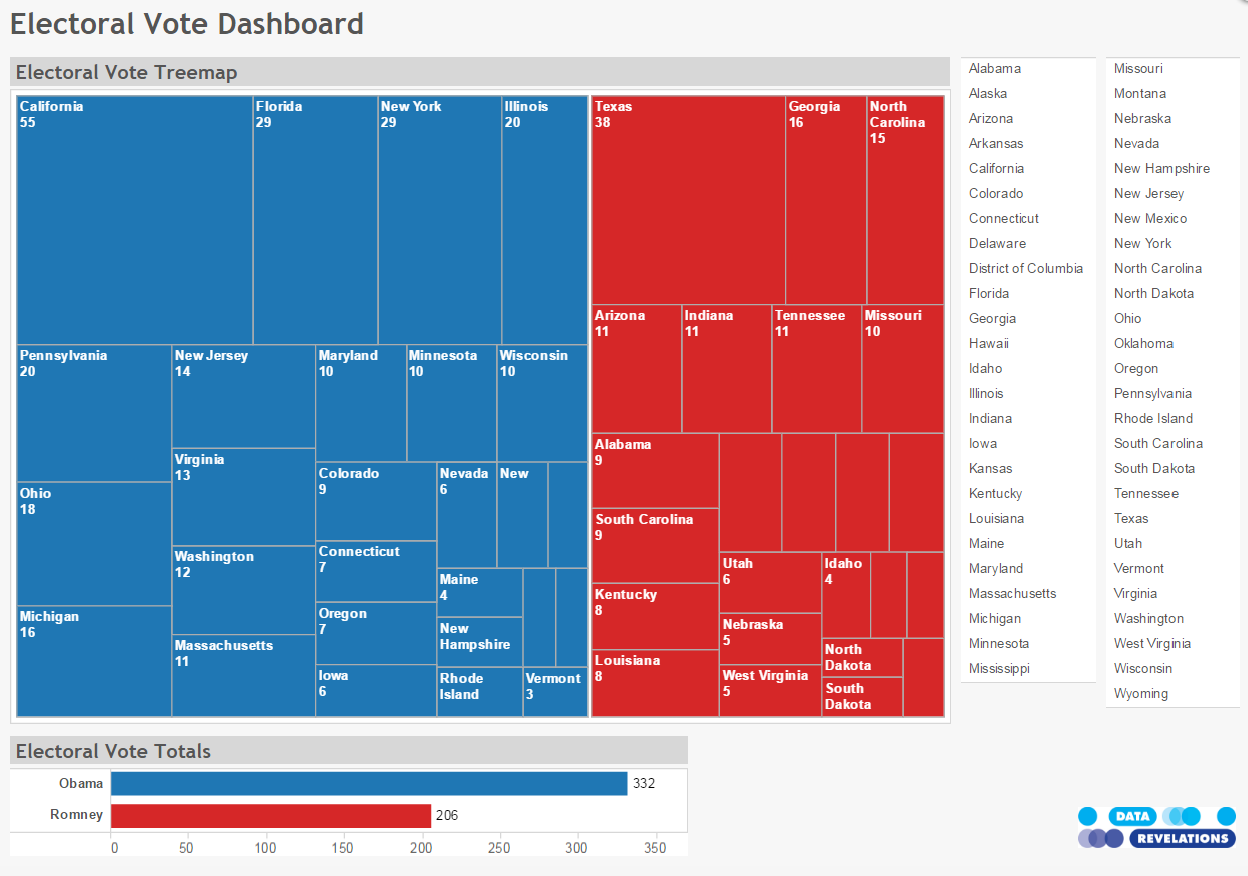 Electoral Vote Dashboard
Electoral Vote Treemap
California
55
Florida
29
New York
29
Illinois
20
Pennsylvania
20
Ohio
18
Michigan
16
New Jersey
14
Virginia
13
Washington
12
Massachusetts
11
Maryland
10
Minnesota
10
Wisconsin
10
Colorado
9
Connecticut
7
Oregon
7
Iowa
6
Nevada
6
New
Maine
4
New
Hampshire
Rhode
Island
Vermont
3
Texas
38
Georgia
16
North
Carolina
15
Arizona
11
Indiana
11
Tennessee
11
Missouri
10
Alabama
9
South Carolina
9
Kentucky
8
Louisiana
8
Utah
6
Nebraska
5
West Virginia
5
Idaho
4
North
Dakota
South
Dakota
Alabama
Alaska
Arizona
Arkansas
California
Colorado
Connecticut
Delaware
District of Columbia
Florida
Georgia
Hawaii
Idaho
Illinois
Indiana
Iowa
Kansas
Kentucky
Louisiana
Maine
Maryland
Massachusetts
Michigan
Minnesota
Mississippi
Missouri
Montana
Nebraska
Nevada
New Hampshire
New Jersey
New Mexico
New York
North Carolina
North Dakota
Ohio
Oklahoma
Oregon
Pennsylvania
Rhode Island
South Carolina
South Dakota
Tennessee
Texas
Utah
Vermont
Virginia
Washington
West Virginia
Wisconsin
Wyoming
Electoral Vote Totals
Obama 332
Romney 206
0 50 100 150 200 250 300 350
DATA
REVELATIONS